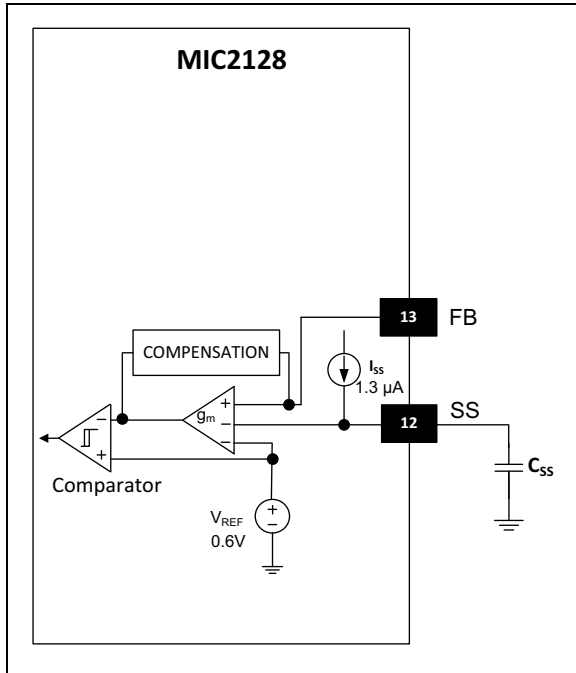 MIC2128
13 FB
COMPENSATION
Iss
1.3 µA
gm
+
−
−
12 SS
−
+
Comparator
Css
+
−
VREF
0.6V